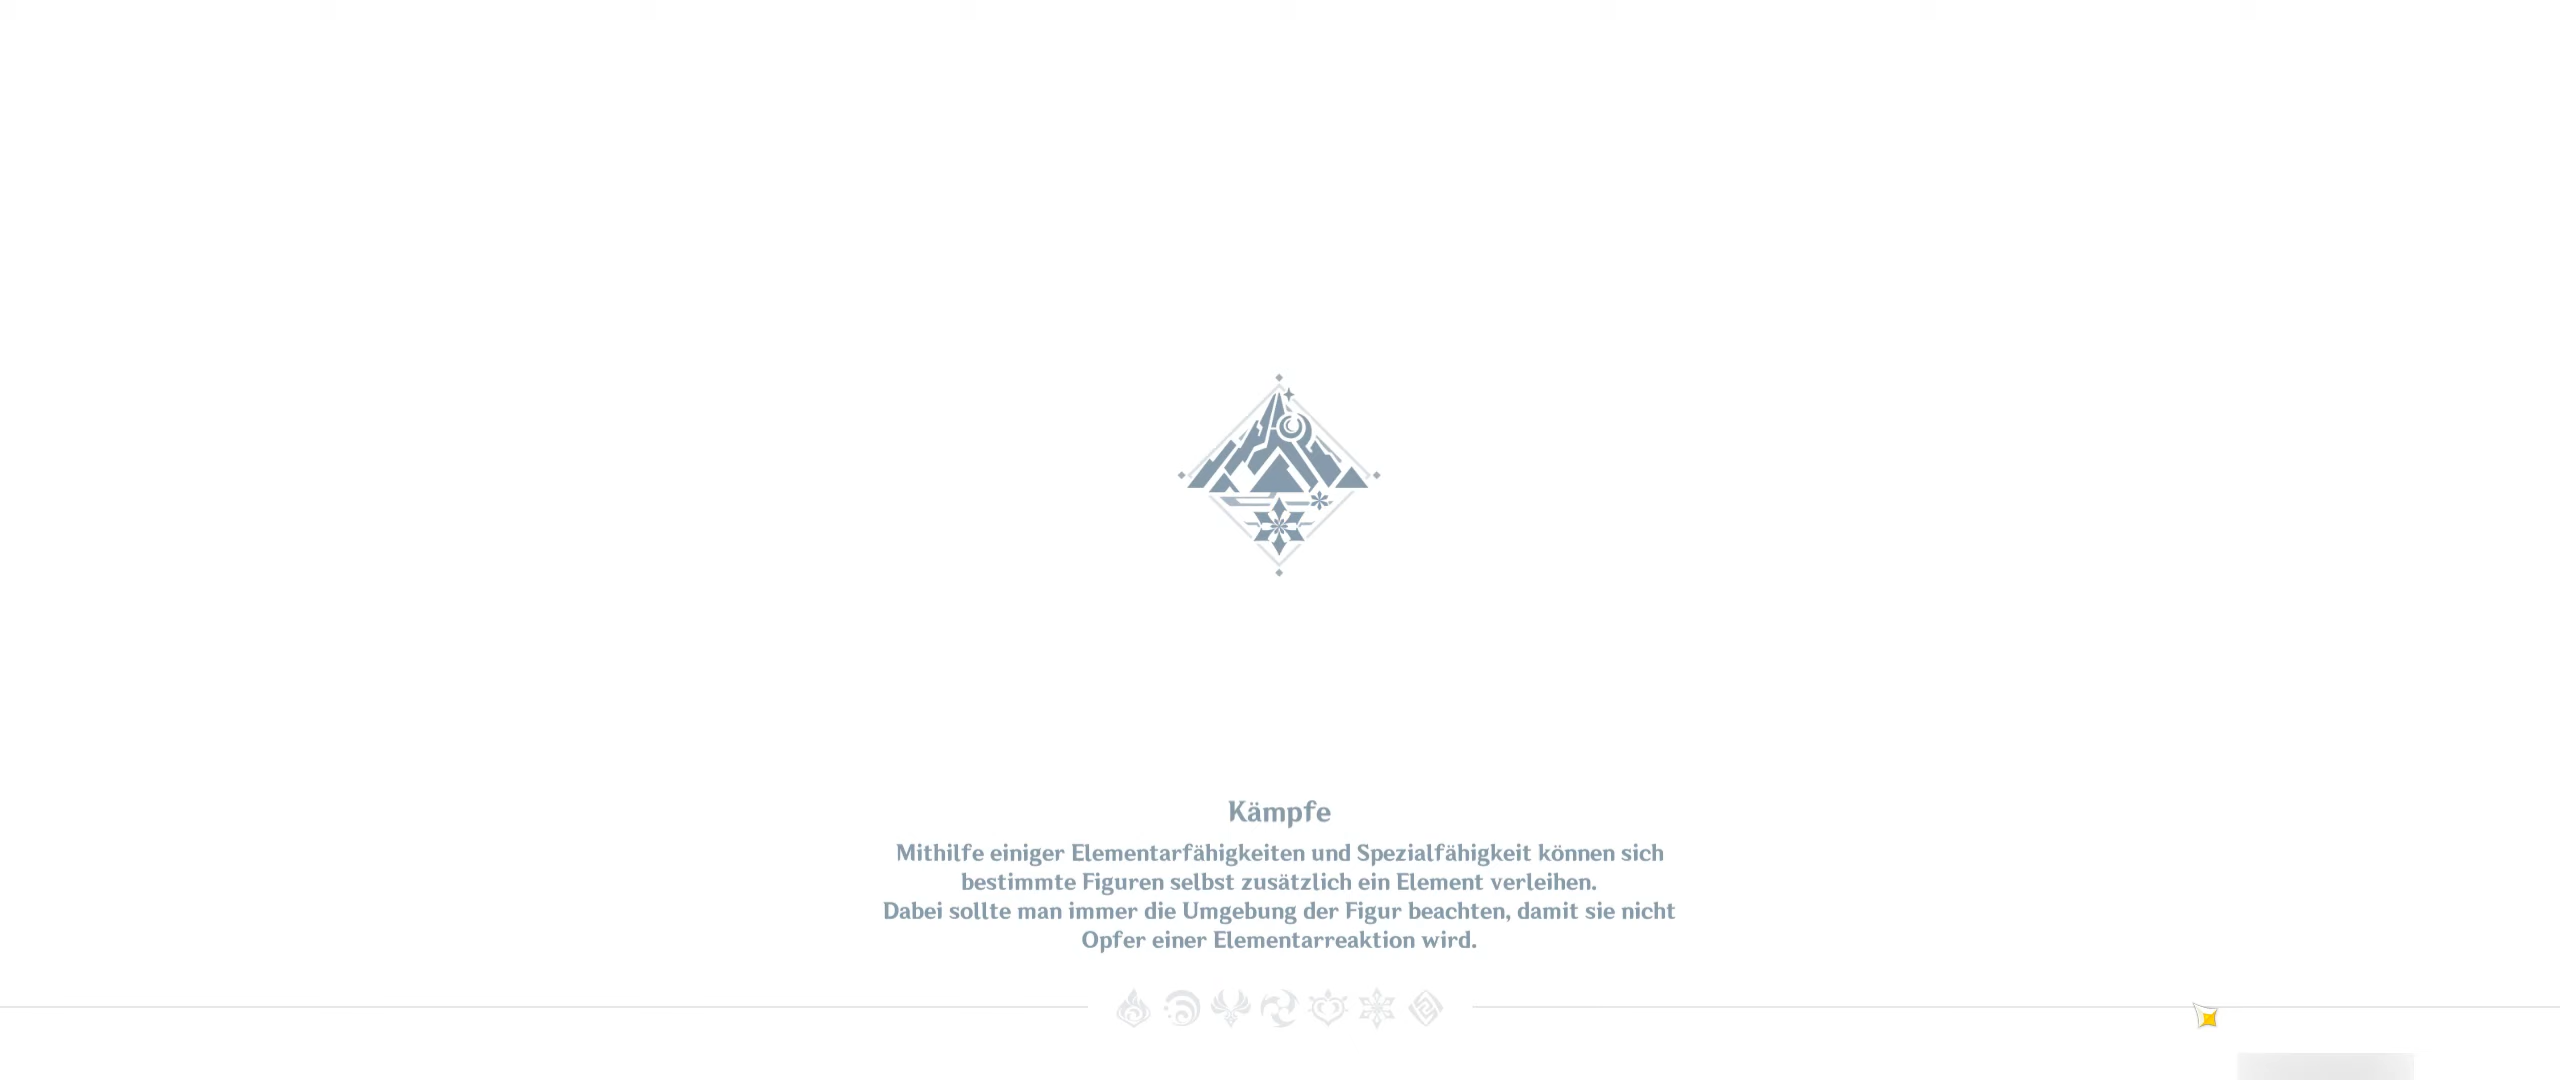 Kämpfe
Mithilfe einiger Elementarfähigkeiten und Spezialfähigkeit können sich
bestimmte Figuren selbst zusätzlich ein Element verleihen.
Dabei sollte man immer die Umgebung der Figur beachten, damit sie nicht
Opfer einer Elementarreaktion wird.